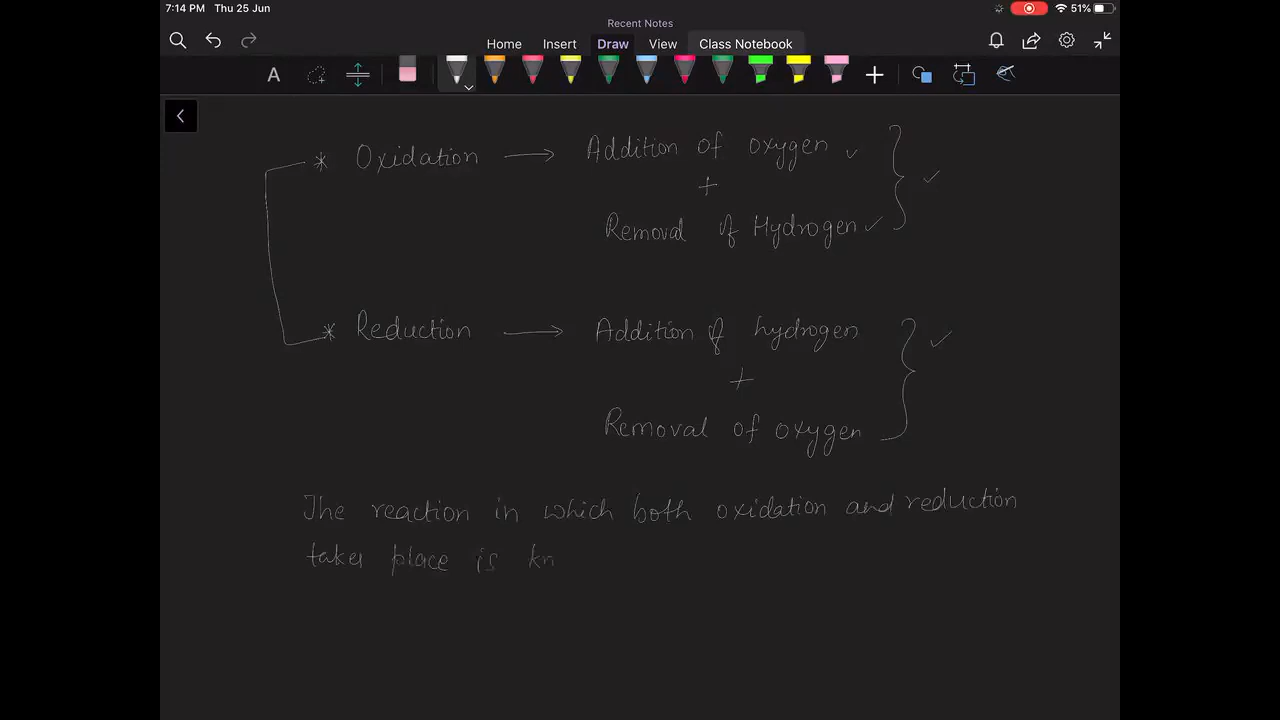 7:14 PM Thu 25 Jun
51%
Recent Notes
Home Insert Draw View Class Notebook
A
* Oxidation → Addition of oxygen ✓
+
Removal of Hydrogen ✓
✓
* Reduction → Addition of hydrogen
+
Removal of oxygen
✓
The reaction in which both oxidation and reduction
takes place is kn